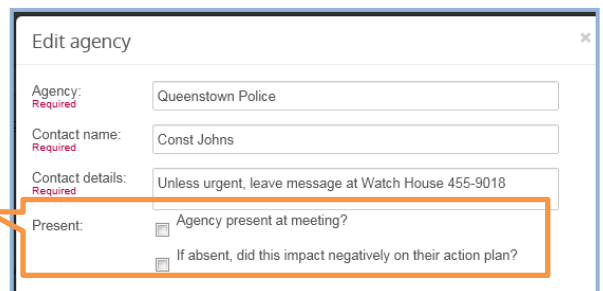 Edit agency ×
Agency: Queenstown Police
Required
Contact name: Const Johns
Required
Contact details: Unless urgent, leave message at Watch House 455-9018
Required
Present: Agency present at meeting?
If absent, did this impact negatively on their action plan?